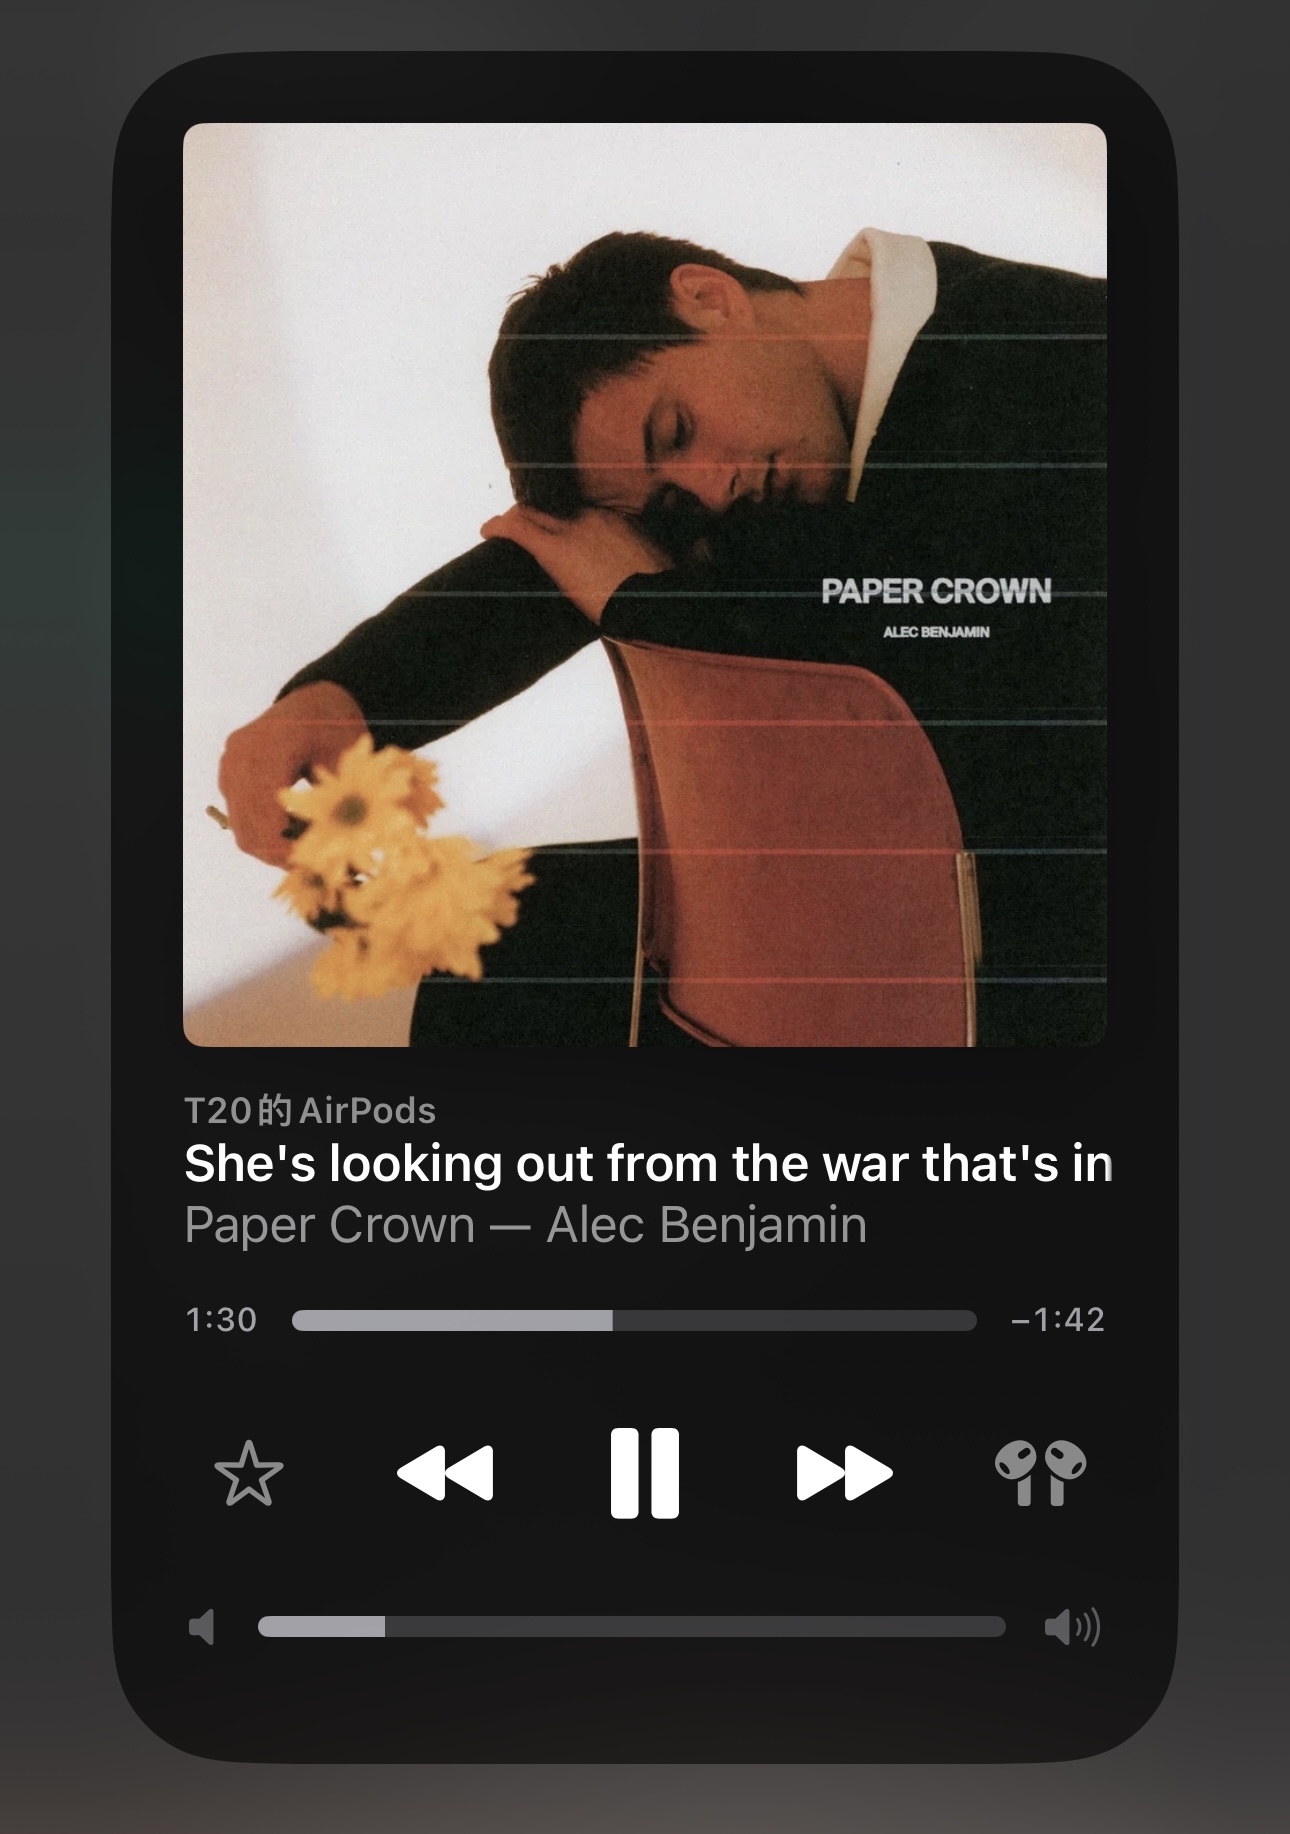 PAPER CROWN
ALEC BENJAMIN
T20的AirPods
She's looking out from the war that's in
Paper Crown — Alec Benjamin
1:30
−1:42